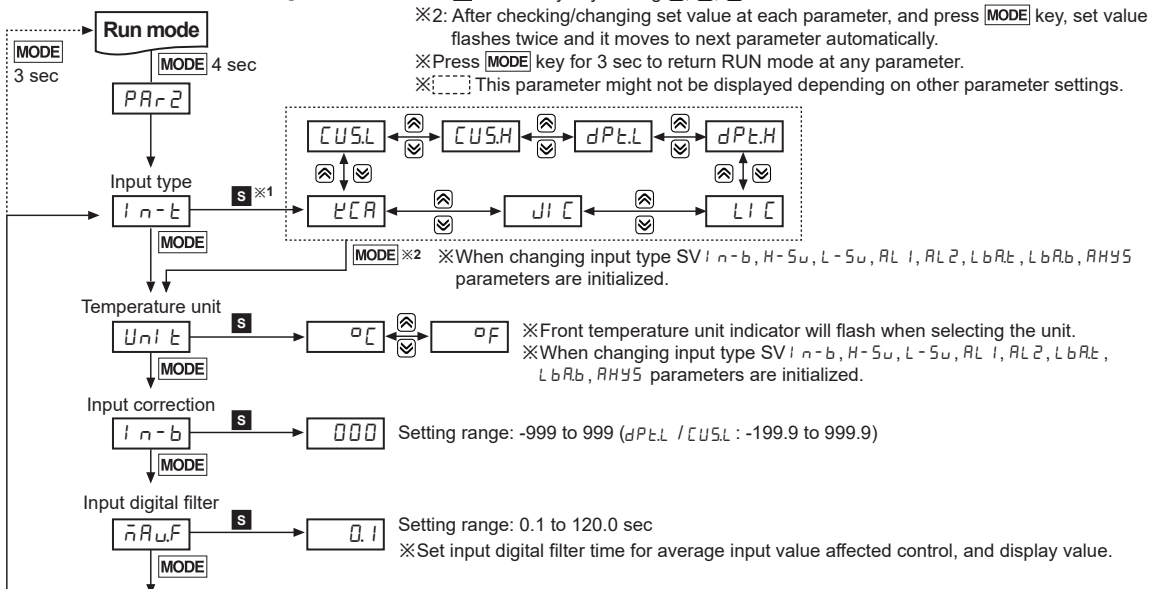 ※2: After checking/changing set value at each parameter, and press MODE key, set value
flashes twice and it moves to next parameter automatically.
※Press MODE key for 3 sec to return RUN mode at any parameter.
※ This parameter might not be displayed depending on other parameter settings.
Run mode
MODE
3 sec
MODE 4 sec
PAr2
CUS.L CUS.H dPt.L dPt.H
Input type
In-t
S ※1
KCA JIC LIC
MODE
MODE ※2 ※When changing input type SV In-b, H-Sv, L-Sv, AL1, AL2, LbA.t, LbA.b, AHYS
parameters are initialized.
Temperature unit
UnIt
S
°C °F
※Front temperature unit indicator will flash when selecting the unit.
※When changing input type SV In-b, H-Sv, L-Sv, AL1, AL2, LbA.t,
LbA.b, AHYS parameters are initialized.
MODE
Input correction
In-b
S
000 Setting range: -999 to 999 (dPt.L / CUS.L : -199.9 to 999.9)
MODE
Input digital filter
mAv.F
S
0.1
Setting range: 0.1 to 120.0 sec
※Set input digital filter time for average input value affected control, and display value.
MODE